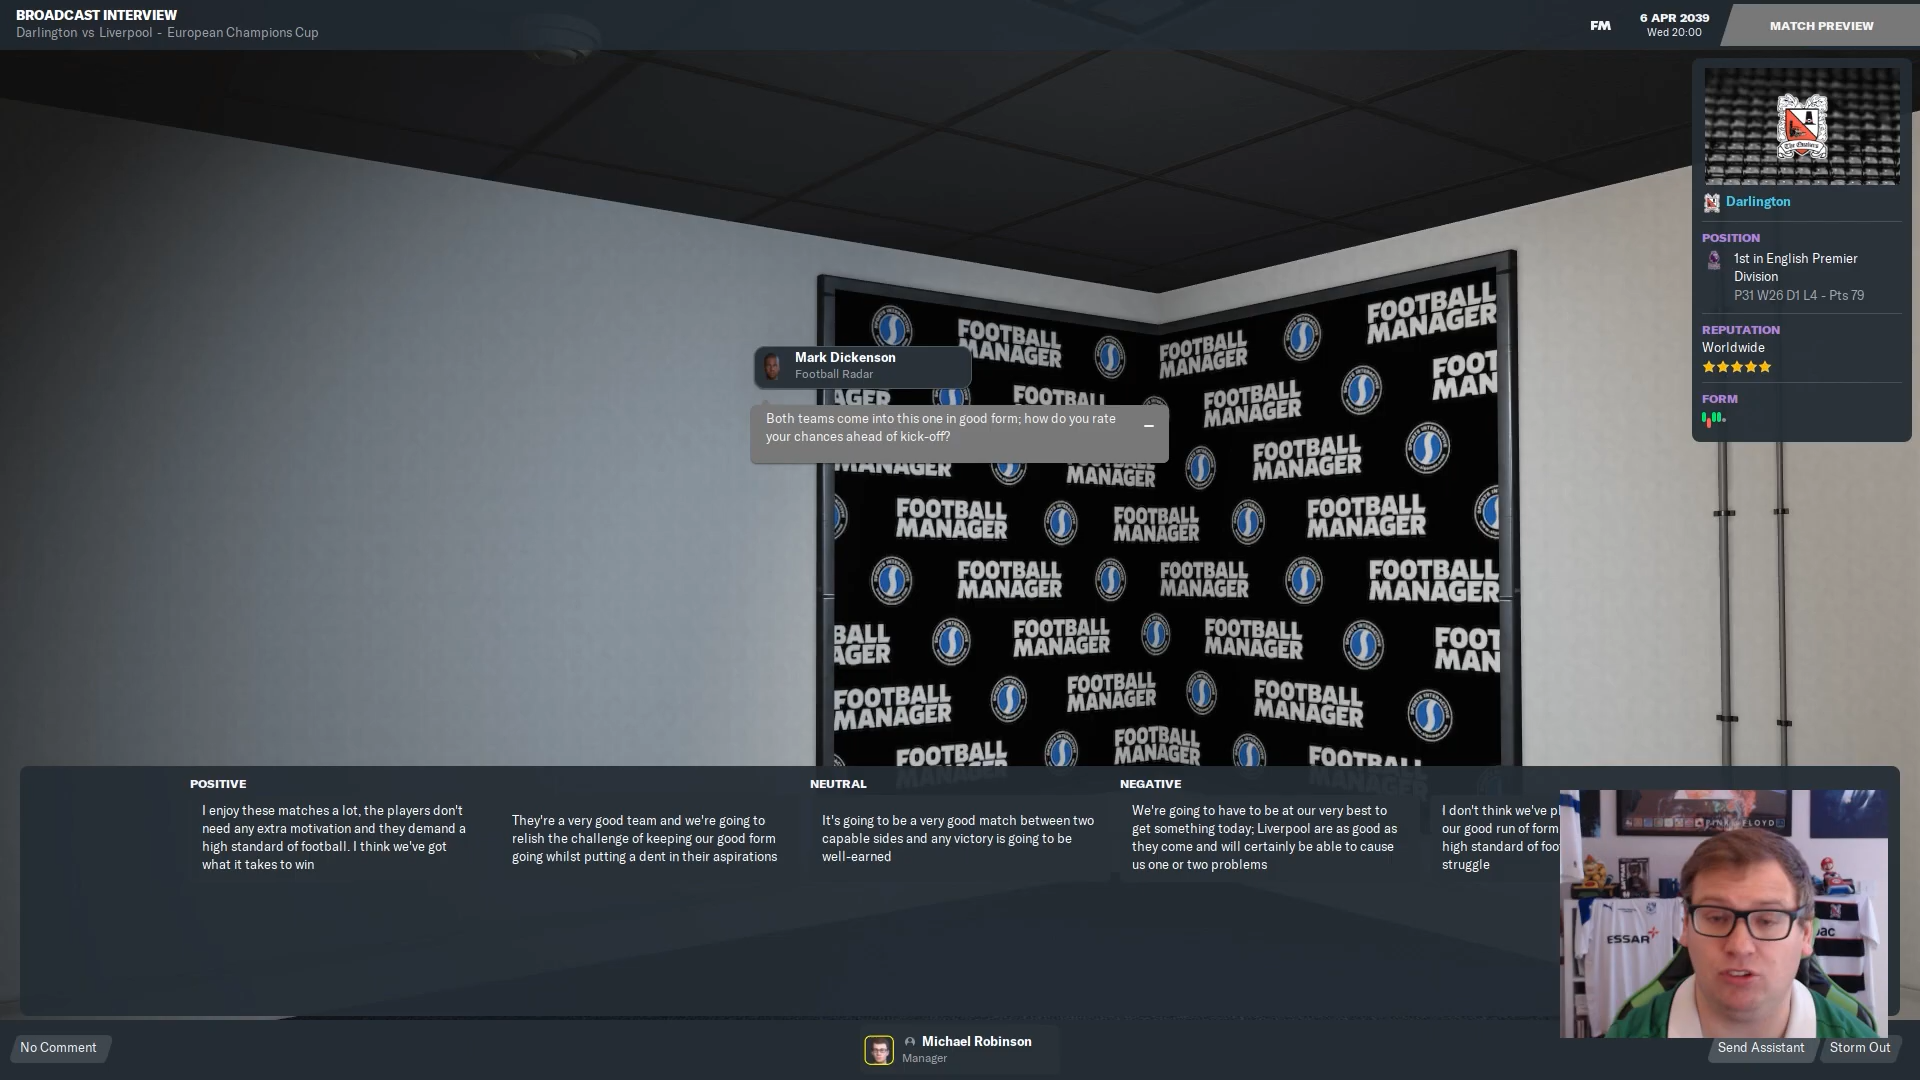 BROADCAST INTERVIEW
Darlington vs Liverpool - European Champions Cup
FM
6 APR 2039
Wed 20:00
MATCH PREVIEW
Darlington
POSITION
1st in English Premier
Division
P31 W26 D1 L4 - Pts 79
REPUTATION
Worldwide
FORM
Mark Dickenson
Football Radar
Both teams come into this one in good form; how do you rate
your chances ahead of kick-off?
FOOTBALL
MANAGER
POSITIVE
I enjoy these matches a lot, the players don't
need any extra motivation and they demand a
high standard of football. I think we've got
what it takes to win
They're a very good team and we're going to
relish the challenge of keeping our good form
going whilst putting a dent in their aspirations
NEUTRAL
It's going to be a very good match between two
capable sides and any victory is going to be
well-earned
NEGATIVE
We're going to have to be at our very best to
get something today; Liverpool are as good as
they come and will certainly be able to cause
us one or two problems
I don't think we've
our good run of form
high standard of
struggle
PINK FLOYD
ESSAR
No Comment
Michael Robinson
Manager
Send Assistant
Storm Out